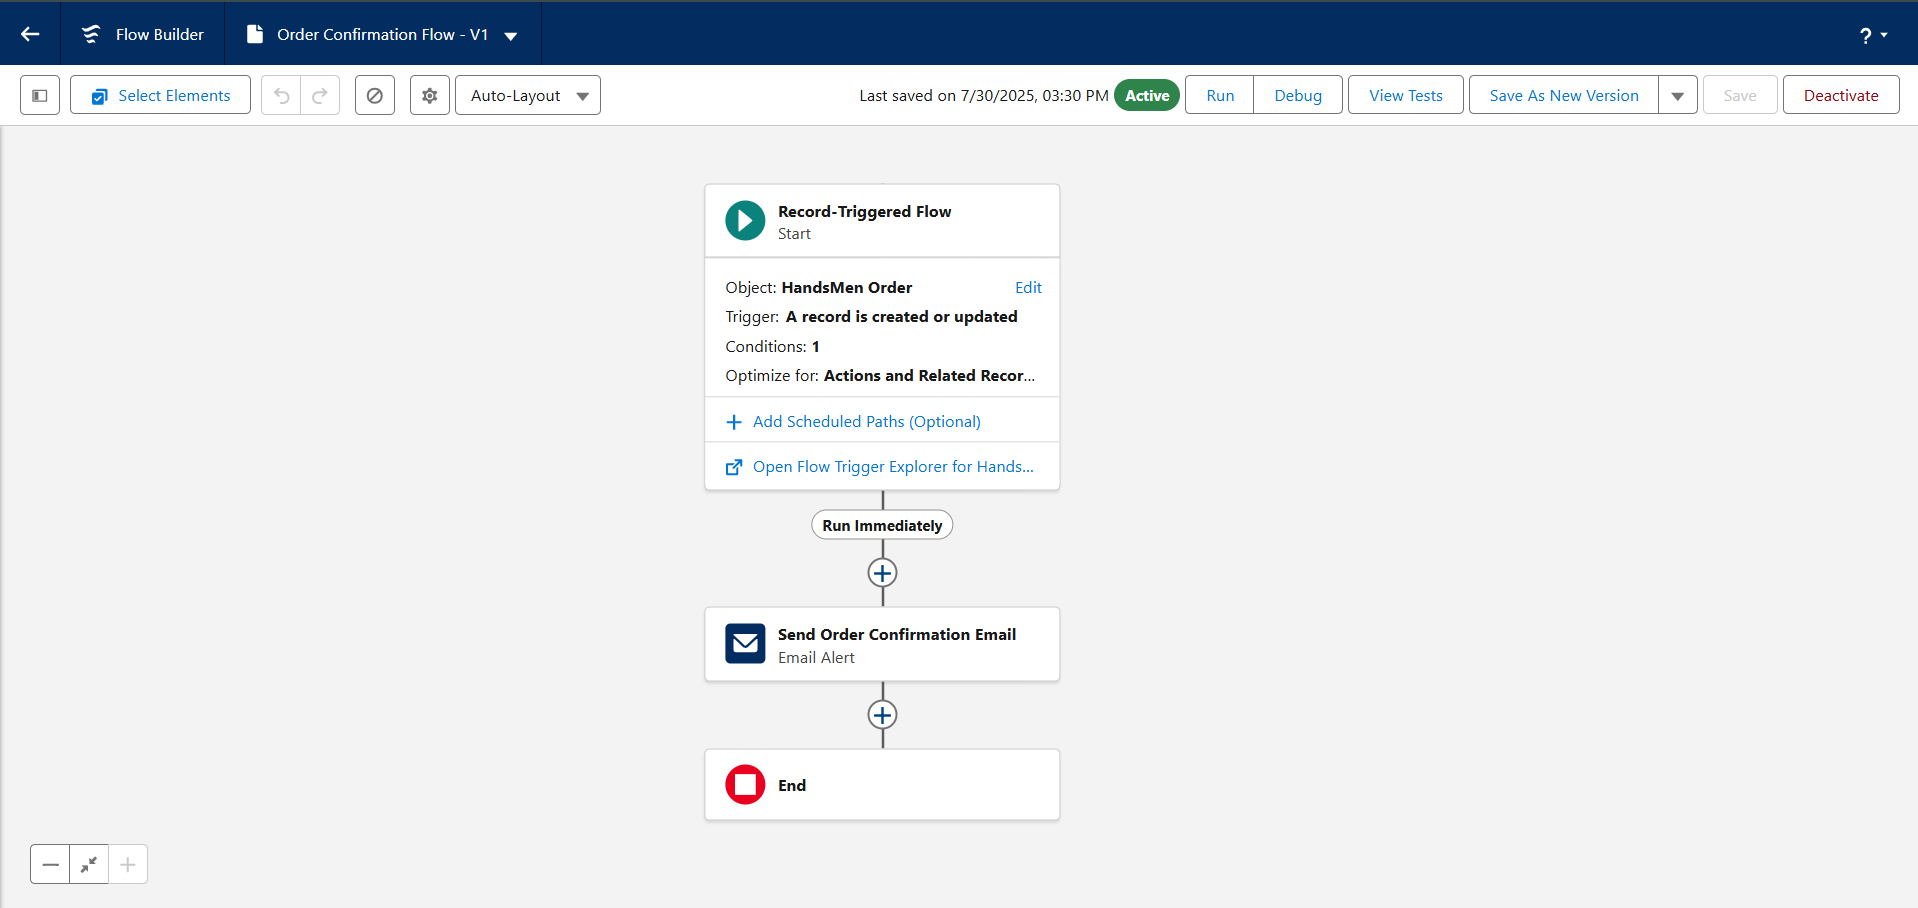 Flow Builder
Order Confirmation Flow - V1
?
Select Elements
Auto-Layout
Last saved on 7/30/2025, 03:30 PM
Active
Run
Debug
View Tests
Save As New Version
Save
Deactivate
Record-Triggered Flow
Start
Object: HandsMen Order
Edit
Trigger: A record is created or updated
Conditions: 1
Optimize for: Actions and Related Recor...
Add Scheduled Paths (Optional)
Open Flow Trigger Explorer for Hands...
Run Immediately
Send Order Confirmation Email
Email Alert
End